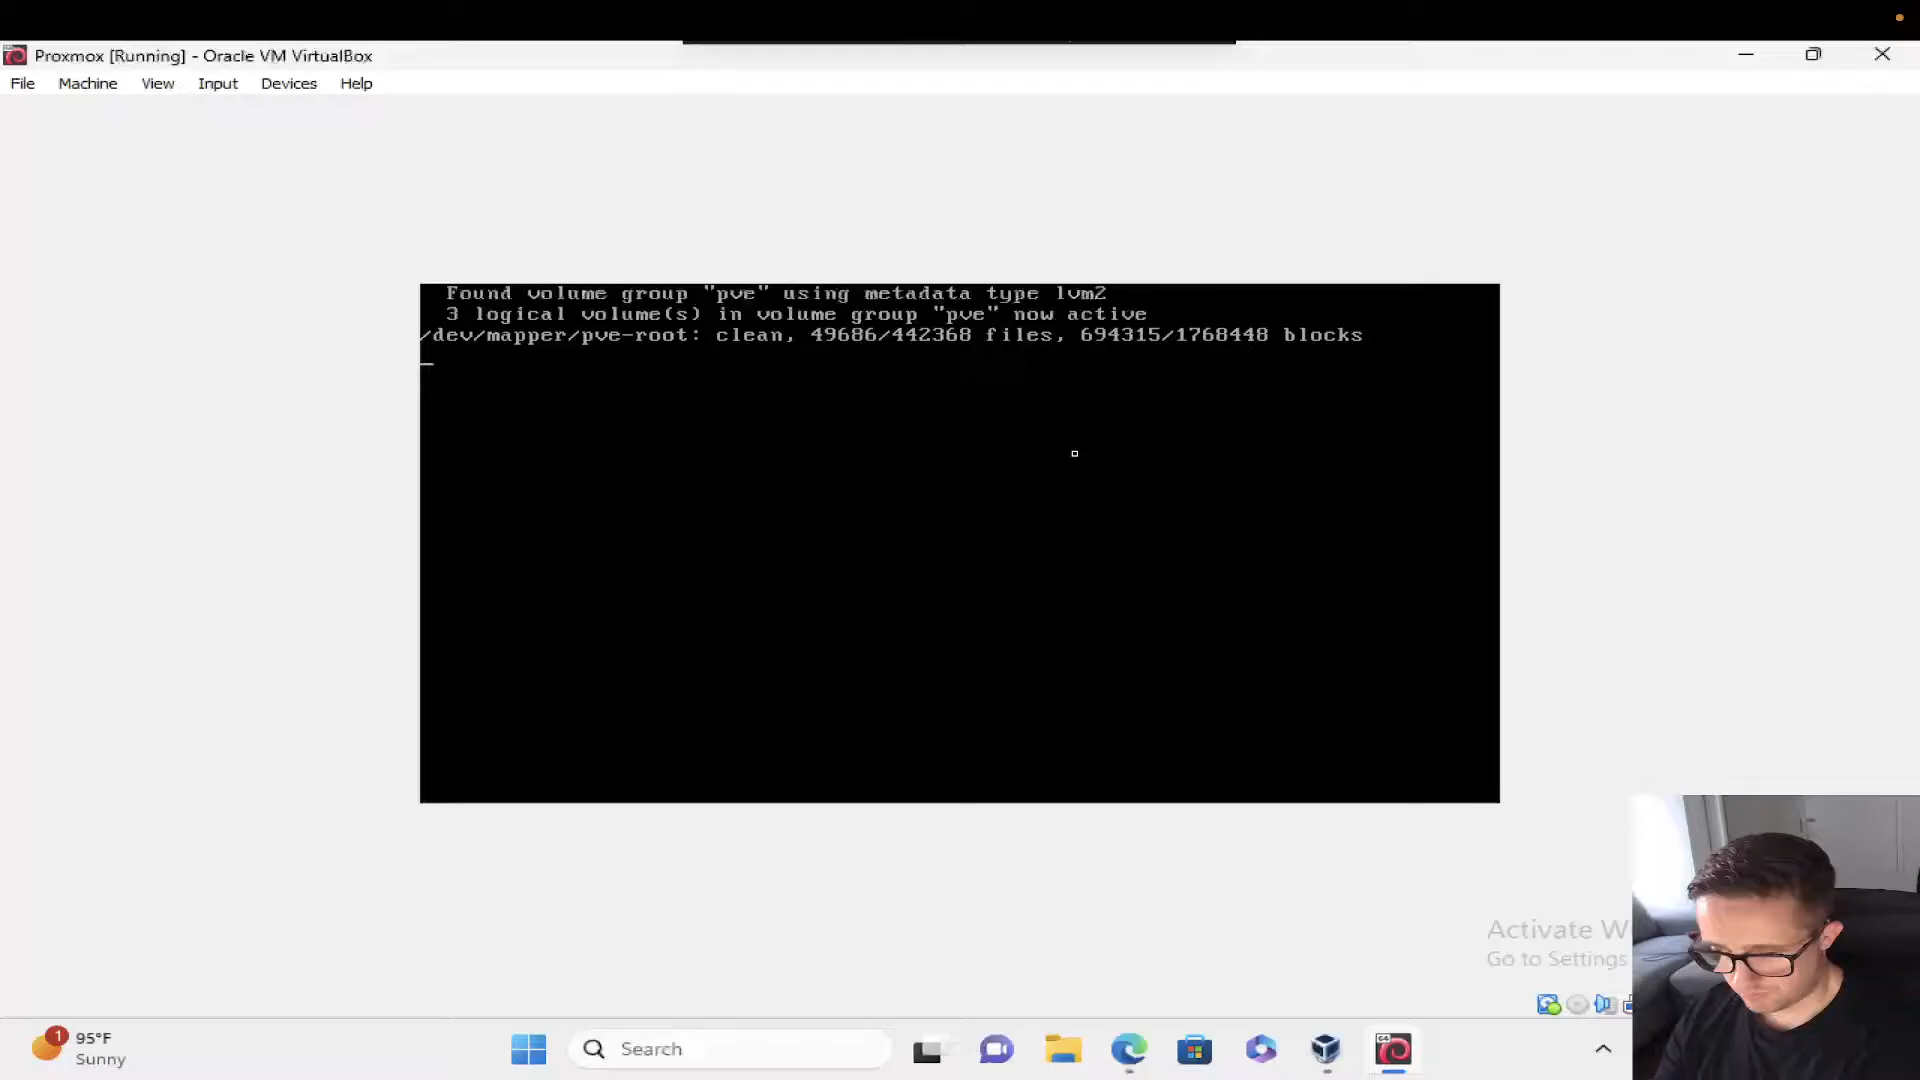 Proxmox [Running] - Oracle VM VirtualBox
File Machine View Input Devices Help
Found volume group "pve" using metadata type lvm2
3 logical volume(s) in volume group "pve" now active
/dev/mapper/pve-root: clean, 49686/442368 files, 694315/1768448 blocks
Activate W
Go to Settings
1
95°F
Sunny
Search
64